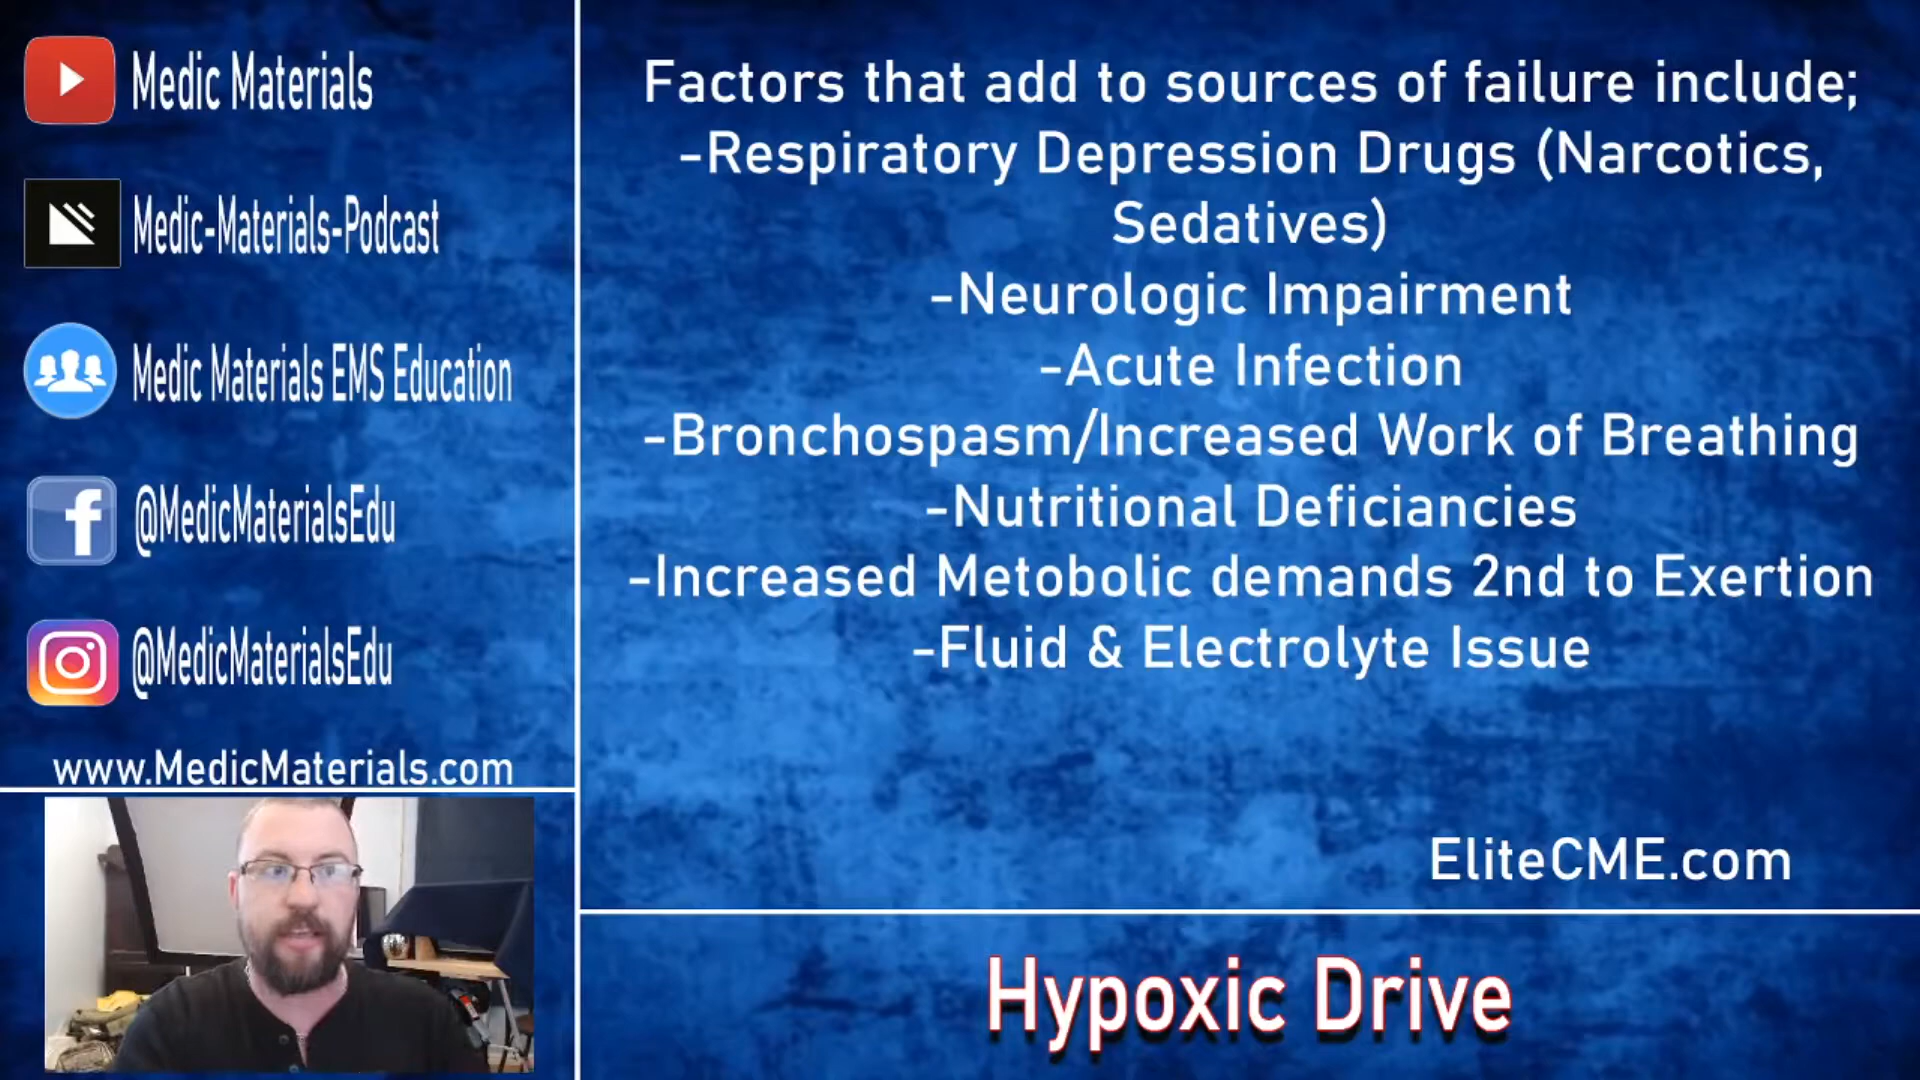 Medic Materials
Medic-Materials-Podcast
Medic Materials EMS Education
@MedicMaterialsEdu
@MedicMaterialsEdu
www.MedicMaterials.com
Factors that add to sources of failure include;
-Respiratory Depression Drugs (Narcotics,
Sedatives)
-Neurologic Impairment
-Acute Infection
-Bronchospasm/Increased Work of Breathing
-Nutritional Deficiancies
-Increased Metobolic demands 2nd to Exertion
-Fluid & Electrolyte Issue
EliteCME.com
Hypoxic Drive